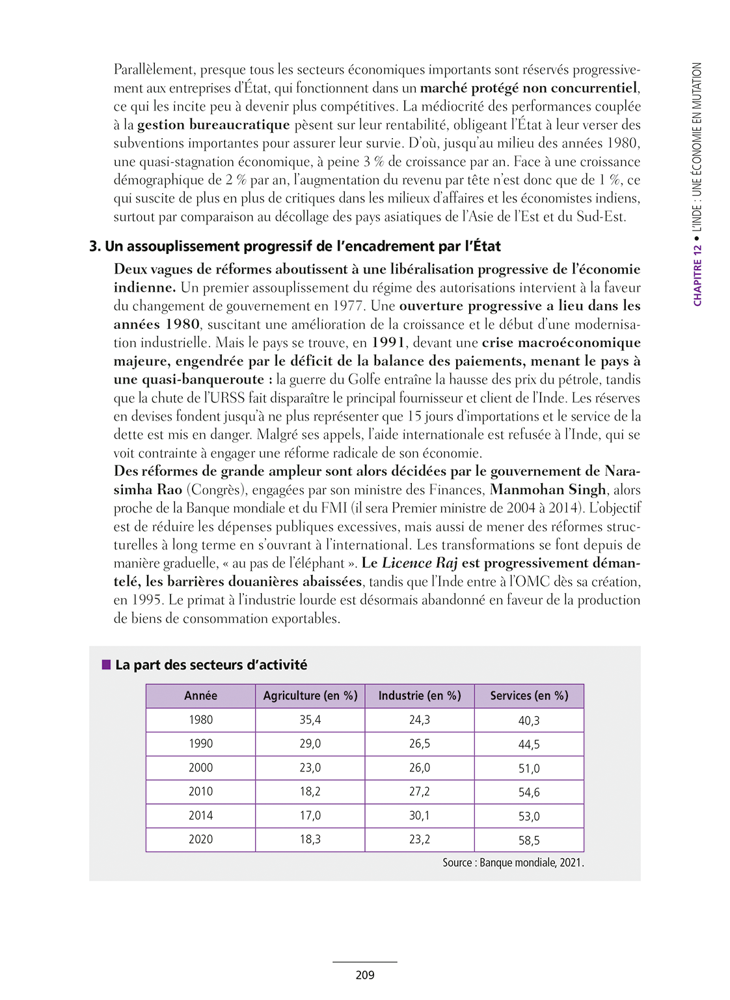 Parallèlement, presque tous les secteurs économiques importants sont réservés progressive-
ment aux entreprises d'État, qui fonctionnent dans un marché protégé non concurrentiel,
ce qui les incite peu à devenir plus compétitives. La médiocrité des performances couplée
à la gestion bureaucratique pèsent sur leur rentabilité, obligeant l'État à leur verser des
subventions importantes pour assurer leur survie. D'où, jusqu'au milieu des années 1980,
une quasi-stagnation économique, à peine 3 % de croissance par an. Face à une croissance
démographique de 2 % par an, l'augmentation du revenu par tête n'est donc que de 1 %, ce
qui suscite de plus en plus de critiques dans les milieux d'affaires et les économistes indiens,
surtout par comparaison au décollage des pays asiatiques de l'Asie de l'Est et du Sud-Est.
3. Un assouplissement progressif de l'encadrement par l'État
Deux vagues de réformes aboutissent à une libéralisation progressive de l'économie
indienne. Un premier assouplissement du régime des autorisations intervient à la faveur
du changement de gouvernement en 1977. Une ouverture progressive a lieu dans les
années 1980, suscitant une amélioration de la croissance et le début d'une modernisa-
tion industrielle. Mais le pays se trouve, en 1991, devant une crise macroéconomique
majeure, engendrée par le déficit de la balance des paiements, menant le pays à
une quasi-banqueroute : la guerre du Golfe entraîne la hausse des prix du pétrole, tandis
que la chute de l'URSS fait disparaître le principal fournisseur et client de l'Inde. Les réserves
en devises fondent jusqu'à ne plus représenter que 15 jours d'importations et le service de la
dette est mis en danger. Malgré ses appels, l'aide internationale est refusée à l'Inde, qui se
voit contrainte à engager une réforme radicale de son économie.
Des réformes de grande ampleur sont alors décidées par le gouvernement de Nara-
simha Rao (Congrès), engagées par son ministre des Finances, Manmohan Singh, alors
proche de la Banque mondiale et du FMI (il sera Premier ministre de 2004 à 2014). L'objectif
est de réduire les dépenses publiques excessives, mais aussi de mener des réformes struc-
turelles à long terme en s'ouvrant à l'international. Les transformations se font depuis de
manière graduelle, « au pas de l'éléphant ». Le Licence Raj est progressivement déman-
telé, les barrières douanières abaissées, tandis que l'Inde entre à l'OMC dès sa création,
en 1995. Le primat à l'industrie lourde est désormais abandonné en faveur de la production
de biens de consommation exportables.
■ La part des secteurs d'activité
Année Agriculture (en %) Industrie (en %) Services (en %)
1980 35,4 24,3 40,3
1990 29,0 26,5 44,5
2000 23,0 26,0 51,0
2010 18,2 27,2 54,6
2014 17,0 30,1 53,0
2020 18,3 23,2 58,5
Source : Banque mondiale, 2021.
CHAPITRE 12 • L'INDE : UNE ÉCONOMIE EN MUTATION
209